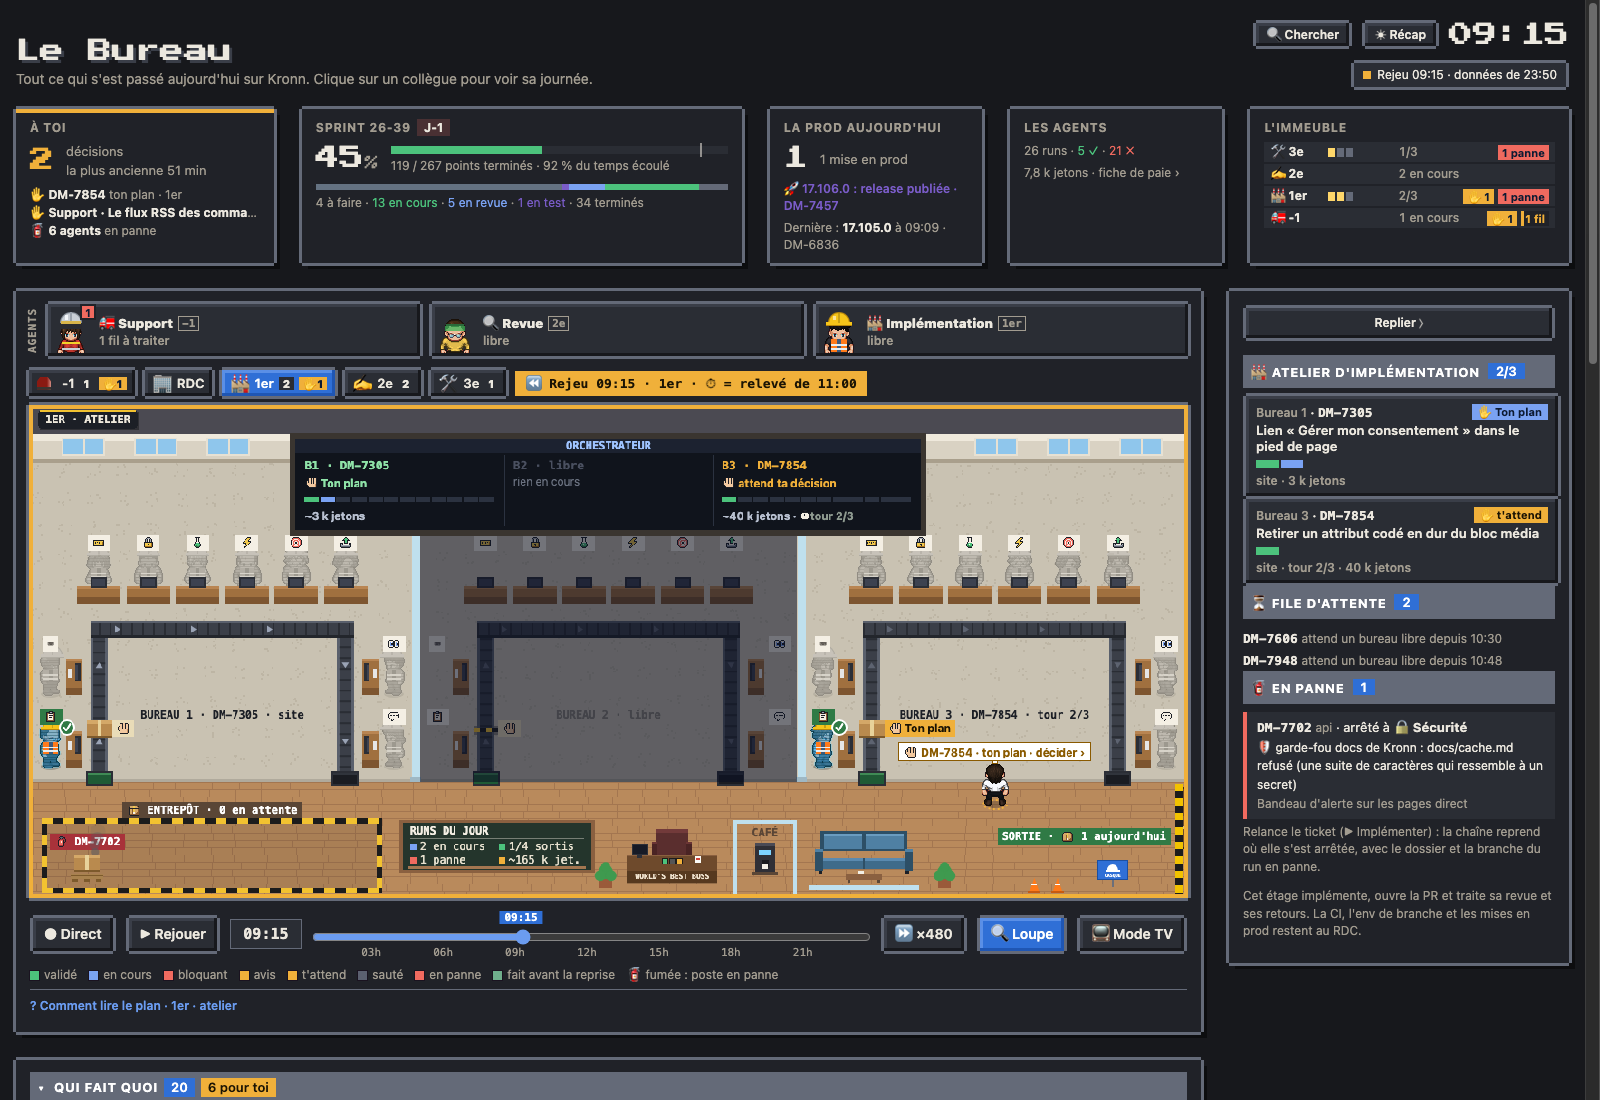 Le Bureau
Tout ce qui s'est passé aujourd'hui sur Kronn. Clique sur un collègue pour voir sa journée.
Chercher
Récap
09:15
Rejeu 09:15 · données de 23:50
À TOI
2
décisions
la plus ancienne 51 min
DM-7854 ton plan · 1er
Support · Le flux RSS des comma…
6 agents en panne
SPRINT 26-39 J-1
45%
119 / 267 points terminés · 92 % du temps écoulé
4 à faire · 13 en cours · 5 en revue · 1 en test · 34 terminés
LA PROD AUJOURD'HUI
1 1 mise en prod
17.106.0 : release publiée ·
DM-7457
Dernière : 17.105.0 à 09:09 ·
DM-6836
LES AGENTS
26 runs · 5 ✓ · 21 ✕
7,8 k jetons · fiche de paie ›
L'IMMEUBLE
3e 1/3 1 panne
2e 2 en cours
1er 2/3 1 1 panne
-1 1 en cours 1 1 fil
AGENTS
1
Support -1
1 fil à traiter
Revue 2e
libre
Implémentation 1er
libre
-1 1 1
RDC
1er 2 1
2e 2
3e 1
Rejeu 09:15 · 1er · ⏱ = relevé de 11:00
1ER · ATELIER
ORCHESTRATEUR
B1 · DM-7305
Ton plan
~3 k jetons
B2 · libre
rien en cours
B3 · DM-7854
attend ta décision
~40 k jetons · tour 2/3
BUREAU 1 · DM-7305 · site
BUREAU 2 · libre
BUREAU 3 · DM-7854 · tour 2/3
Ton plan
DM-7854 · ton plan · décider ›
ENTREPÔT · 0 en attente
DM-7702
RUNS DU JOUR
2 en cours 1/4 sortis
1 panne ~165 k jet.
WORLD'S BEST BOSS
CAFÉ
SORTIE · 1 aujourd'hui
Direct
Rejouer
09:15
09:15
03h 06h 09h 12h 15h 18h 21h
×480
Loupe
Mode TV
validé en cours bloquant avis t'attend sauté en panne fait avant la reprise fumée : poste en panne
? Comment lire le plan · 1er · atelier
QUI FAIT QUOI 20 6 pour toi
Replier ›
ATELIER D'IMPLÉMENTATION 2/3
Bureau 1 · DM-7305 Ton plan
Lien « Gérer mon consentement » dans le
pied de page
site · 3 k jetons
Bureau 3 · DM-7854 t'attend
Retirer un attribut codé en dur du bloc média
site · tour 2/3 · 40 k jetons
FILE D'ATTENTE 2
DM-7606 attend un bureau libre depuis 10:30
DM-7948 attend un bureau libre depuis 10:48
EN PANNE 1
DM-7702 api · arrêté à Sécurité
garde-fou docs de Kronn : docs/cache.md
refusé (une suite de caractères qui ressemble à un
secret)
Bandeau d'alerte sur les pages direct
Relance le ticket (▶ Implémenter) : la chaîne reprend
où elle s'est arrêtée, avec le dossier et la branche du
run en panne.
Cet étage implémente, ouvre la PR et traite sa revue et
ses retours. La CI, l'env de branche et les mises en
prod restent au RDC.